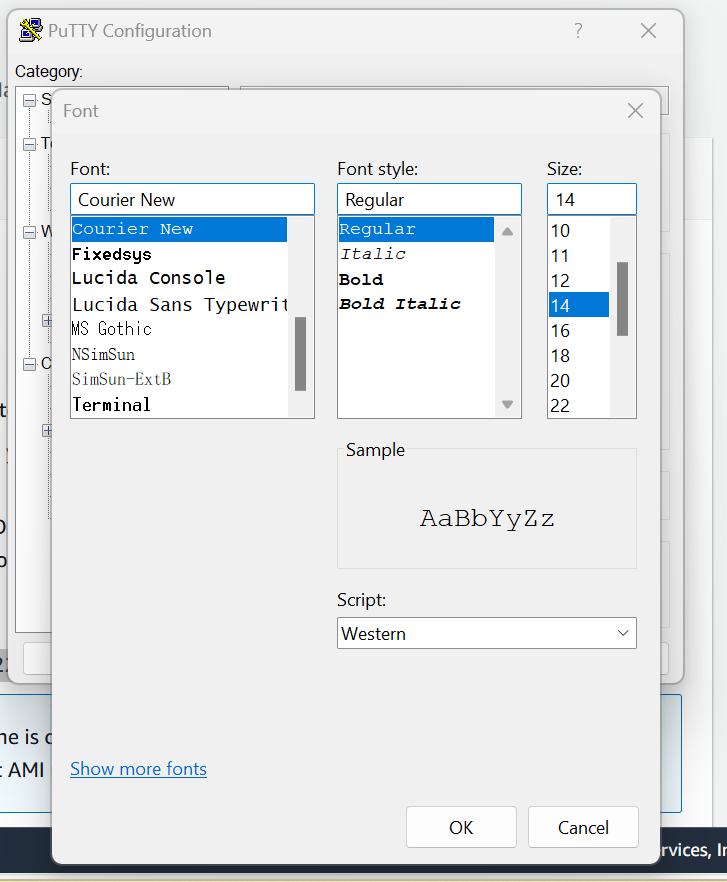 PuTTY Configuration
?
Category:
Font
Font: Font style: Size:
Courier New Regular 14
Courier New
Fixedsys
Lucida Console
Lucida Sans Typewrit
MS Gothic
NSimSun
SimSun-ExtB
Terminal
Regular
Italic
Bold
Bold Italic
10
11
12
14
16
18
20
22
Sample
AaBbYyZz
Script:
Western
Show more fonts
OK Cancel
ne is
AMI
rvices, I